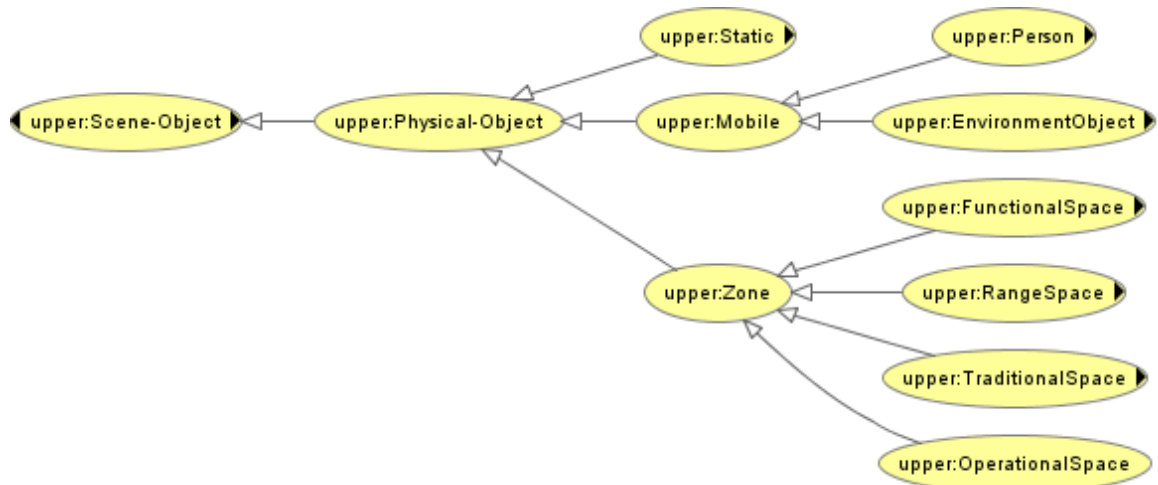 upper:Static
upper:Person
upper:Scene-Object
upper:Physical-Object
upper:Mobile
upper:EnvironmentObject
upper:FunctionalSpace
upper:Zone
upper:RangeSpace
upper:TraditionalSpace
upper:OperationalSpace